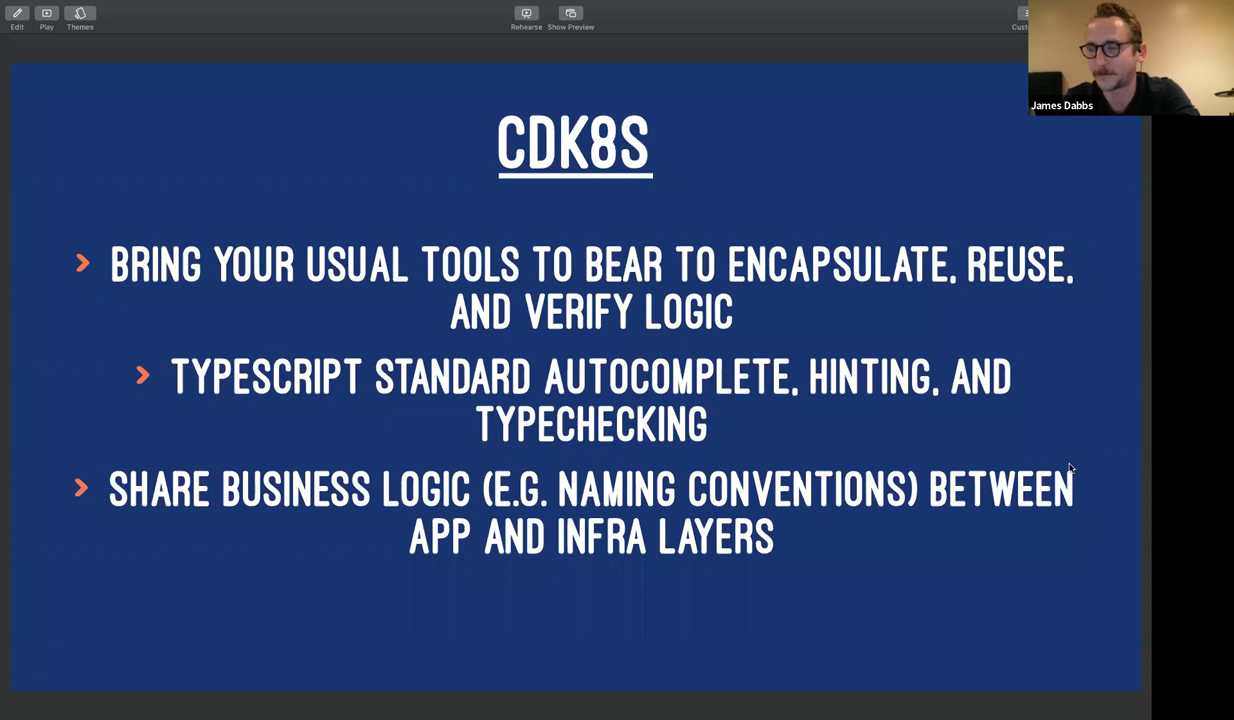 Edit Play Themes Rehearse Show Preview
James Dabbs
CDK8S
> BRING YOUR USUAL TOOLS TO BEAR TO ENCAPSULATE, REUSE,
AND VERIFY LOGIC
> TYPESCRIPT STANDARD AUTOCOMPLETE, HINTING, AND
TYPECHECKING
> SHARE BUSINESS LOGIC (E.G. NAMING CONVENTIONS) BETWEEN
APP AND INFRA LAYERS